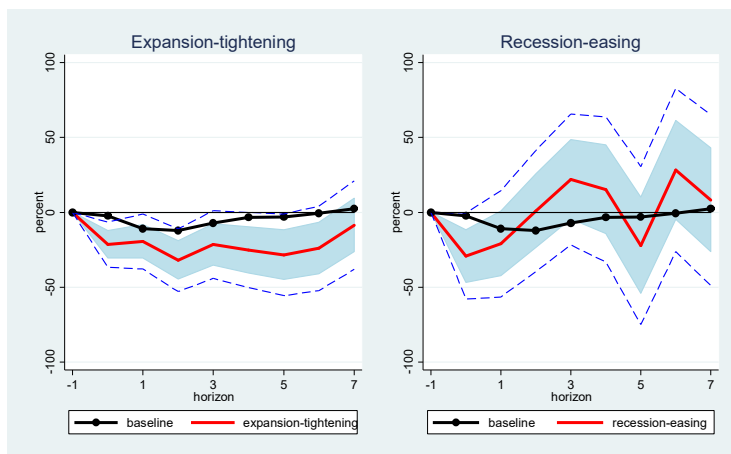 Expansion-tightening
100
50
0
-50
-100
percent
-1 1 3 5 7
horizon
baseline expansion-tightening
Recession-easing
100
50
0
-50
-100
percent
-1 1 3 5 7
horizon
baseline recession-easing